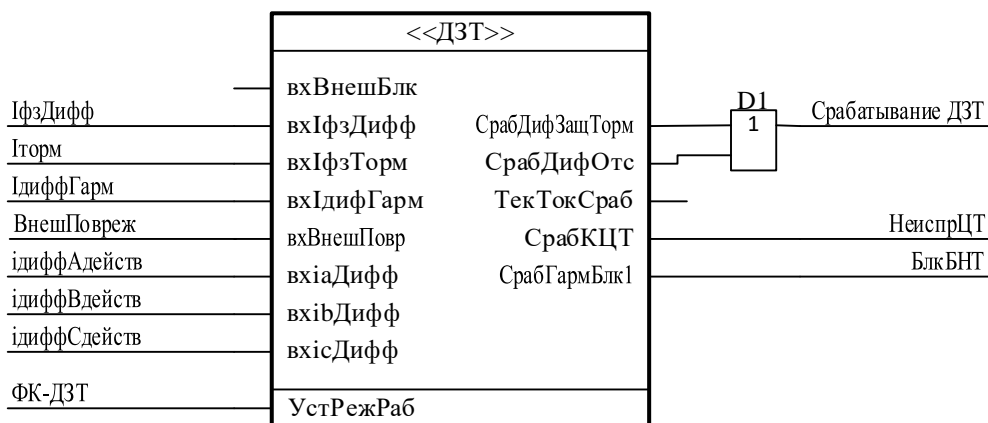 <<ДЗТ>>
IфзДифф
Iторм
IдиффГарм
ВнешПовреж
iдиффАдейств
iдиффВдейств
iдиффСдейств
ФК-ДЗТ
вхВнешБлк
вхIфзДифф
вхIфзТорм
вхIдифГарм
вхВнешПовр
вхiaДифф
вхibДифф
вхicДифф
УстРежРаб
СрабДифЗащТорм
СрабДифОтс
ТекТокСраб
СрабКЦТ
СрабГармБлк1
D1
1
Срабатывание ДЗТ
НеиспрЦТ
БлкБНТ